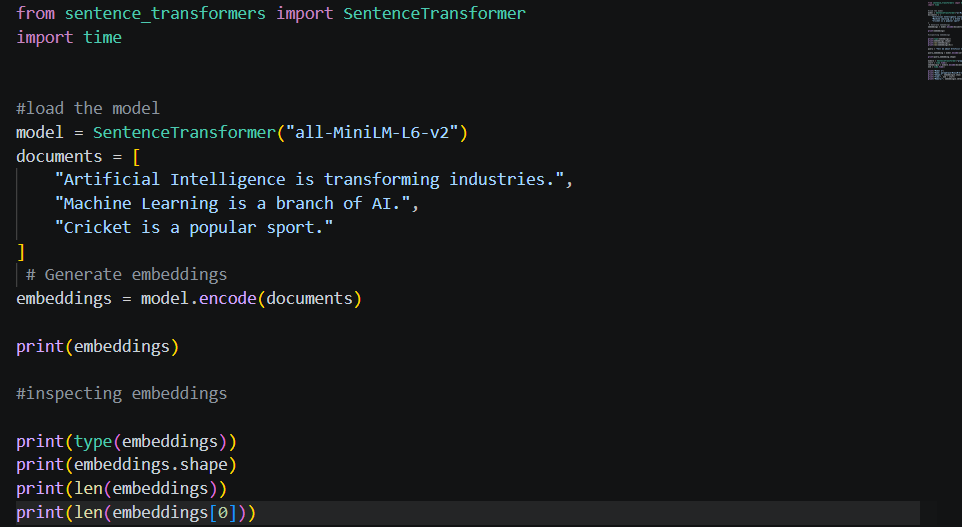 from sentence_transformers import SentenceTransformer
import time
#load the model
model = SentenceTransformer("all-MiniLM-L6-v2")
documents = [
    "Artificial Intelligence is transforming industries.",
    "Machine Learning is a branch of AI.",
    "Cricket is a popular sport."
]
 # Generate embeddings
embeddings = model.encode(documents)
print(embeddings)
#inspecting embeddings
print(type(embeddings))
print(embeddings.shape)
print(len(embeddings))
print(len(embeddings[0]))